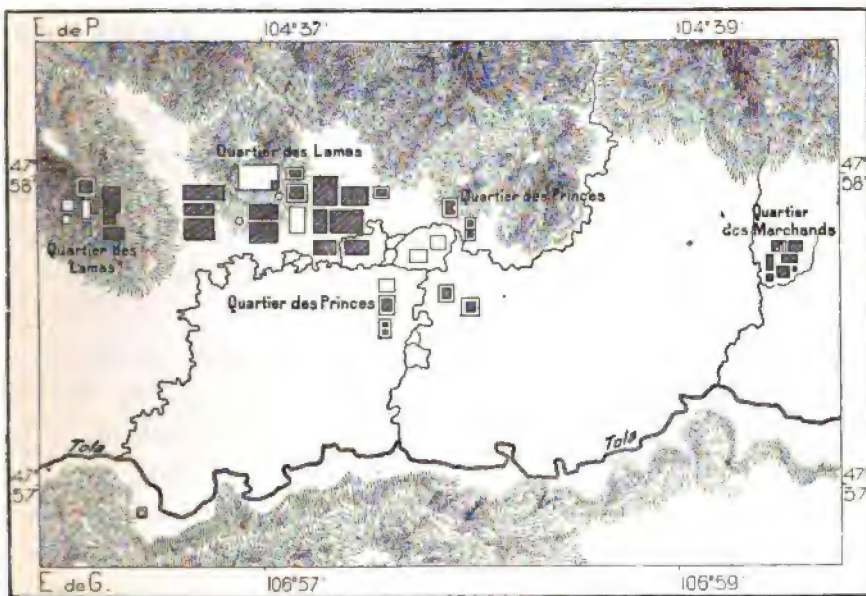 E. de P. 104°37' 104°39'
47° 58' 47° 58'
Quartier des Lamas
Quartier des Princes
Quartier
des Marchands
Quartier des
Lamas
Quartier des Princes
Tola Tola
47° 57' 47° 57'
E. de G. 106°57 106°59'